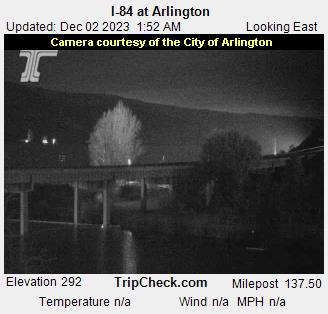 I-84 at Arlington
Updated: Dec 02 2023 1:52 AM Looking East
Camera courtesy of the City of Arlington
Elevation 292 TripCheck.com Milepost 137.50
Temperature n/a Wind n/a MPH n/a